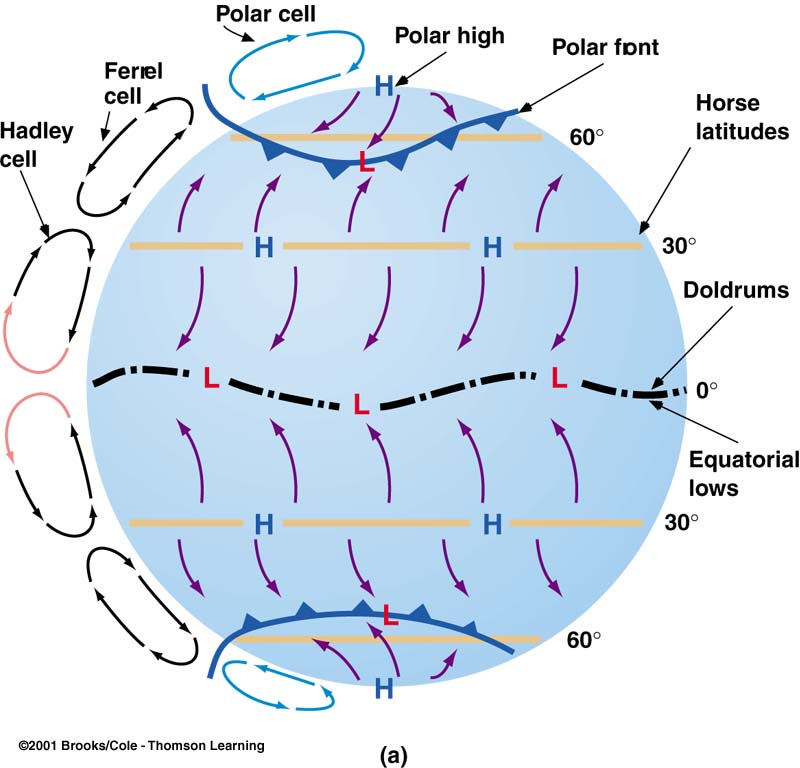 Polar cell
Polar high
Polar front
Ferrel
cell
Hadley
cell
Horse
latitudes
H
60°
L
H
H
30°
Doldrums
L
L
L
0°
Equatorial
lows
H
H
30°
L
60°
H
©2001 Brooks/Cole - Thomson Learning
(a)